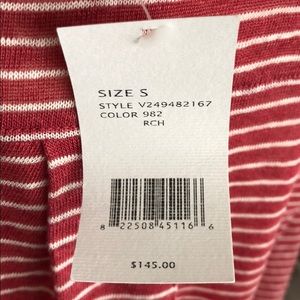 SIZE S
STYLE V249482167
COLOR 982
RCH
8 22508 45116 6
$145.00